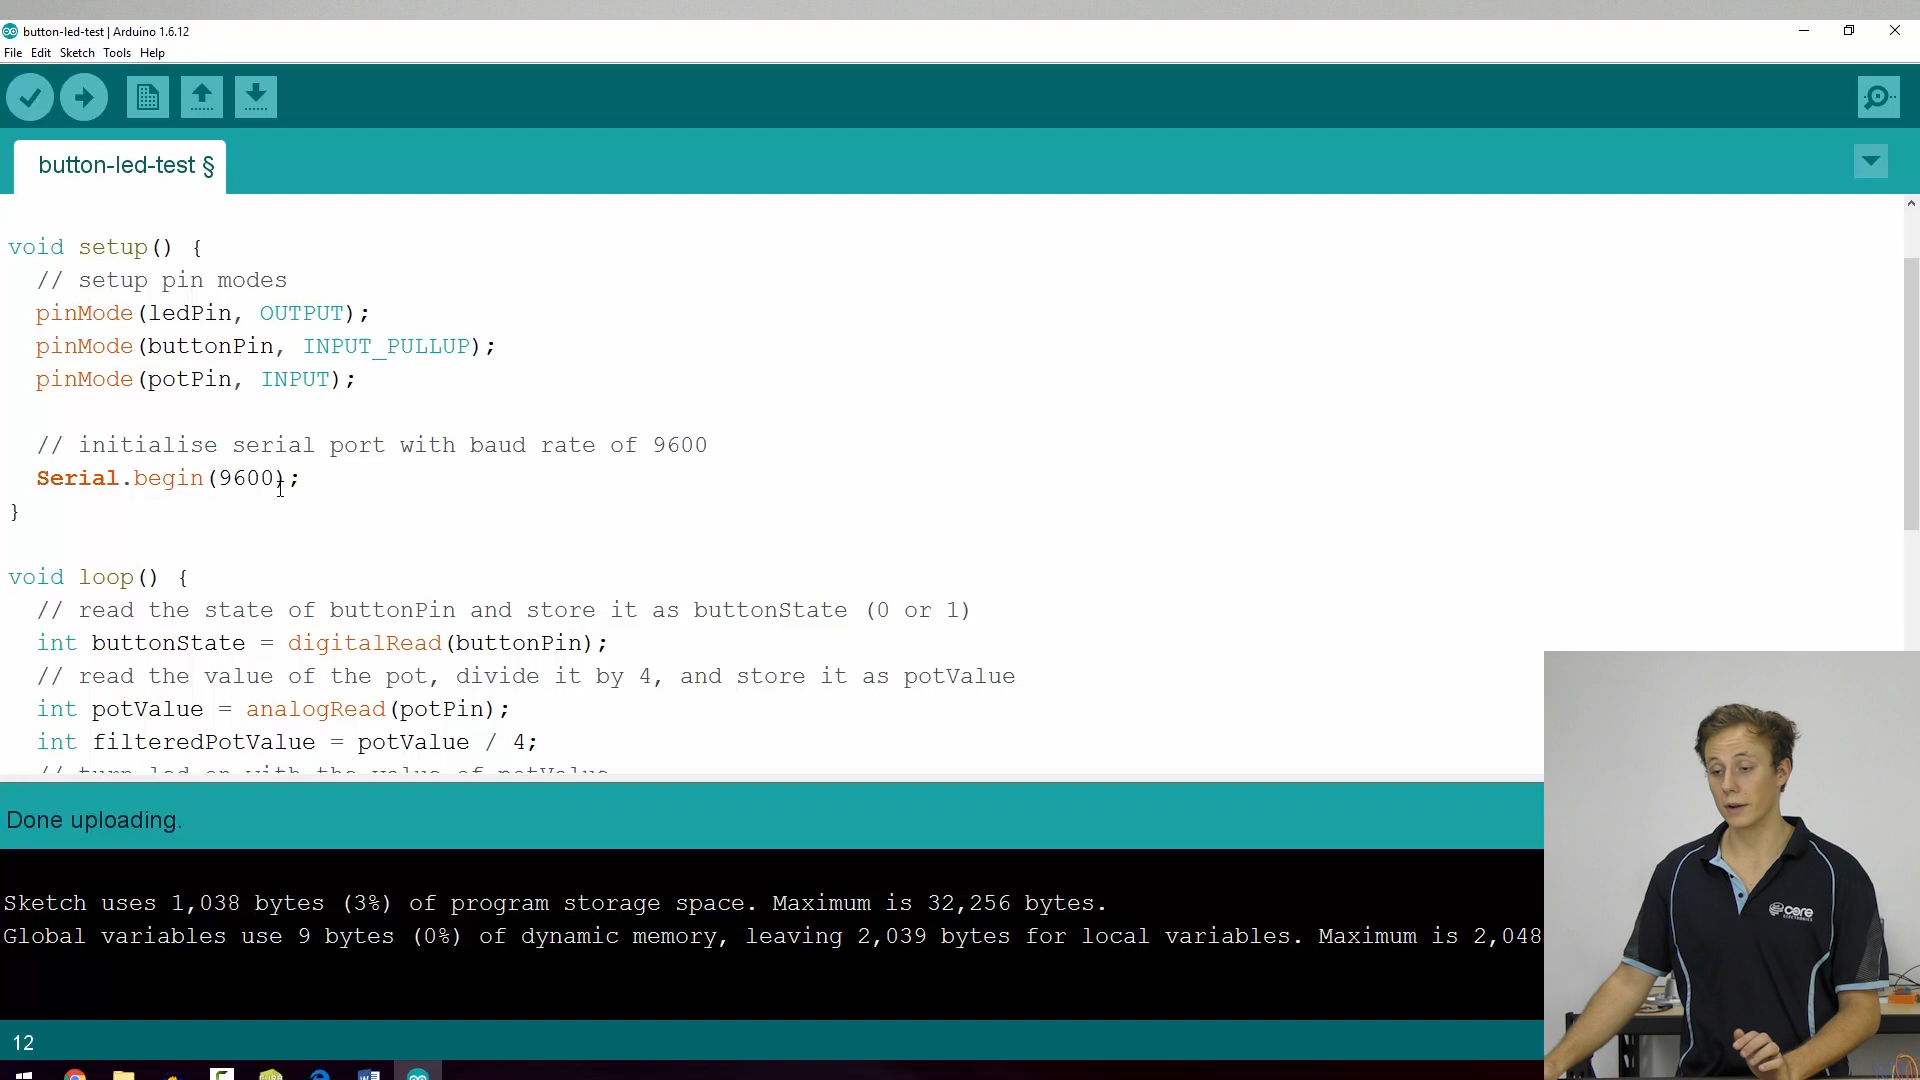 button-led-test | Arduino 1.6.12
File Edit Sketch Tools Help
button-led-test §
void setup() {
// setup pin modes
pinMode(ledPin, OUTPUT);
pinMode(buttonPin, INPUT_PULLUP);
pinMode(potPin, INPUT);
// initialise serial port with baud rate of 9600
Serial.begin(9600);
}
void loop() {
// read the state of buttonPin and store it as buttonState (0 or 1)
int buttonState = digitalRead(buttonPin);
// read the value of the pot, divide it by 4, and store it as potValue
int potValue = analogRead(potPin);
int filteredPotValue = potValue / 4;
// turn led on with the value of potValue
Done uploading.
Sketch uses 1,038 bytes (3%) of program storage space. Maximum is 32,256 bytes.
Global variables use 9 bytes (0%) of dynamic memory, leaving 2,039 bytes for local variables. Maximum is 2,048
12
core
ELECTRONICS